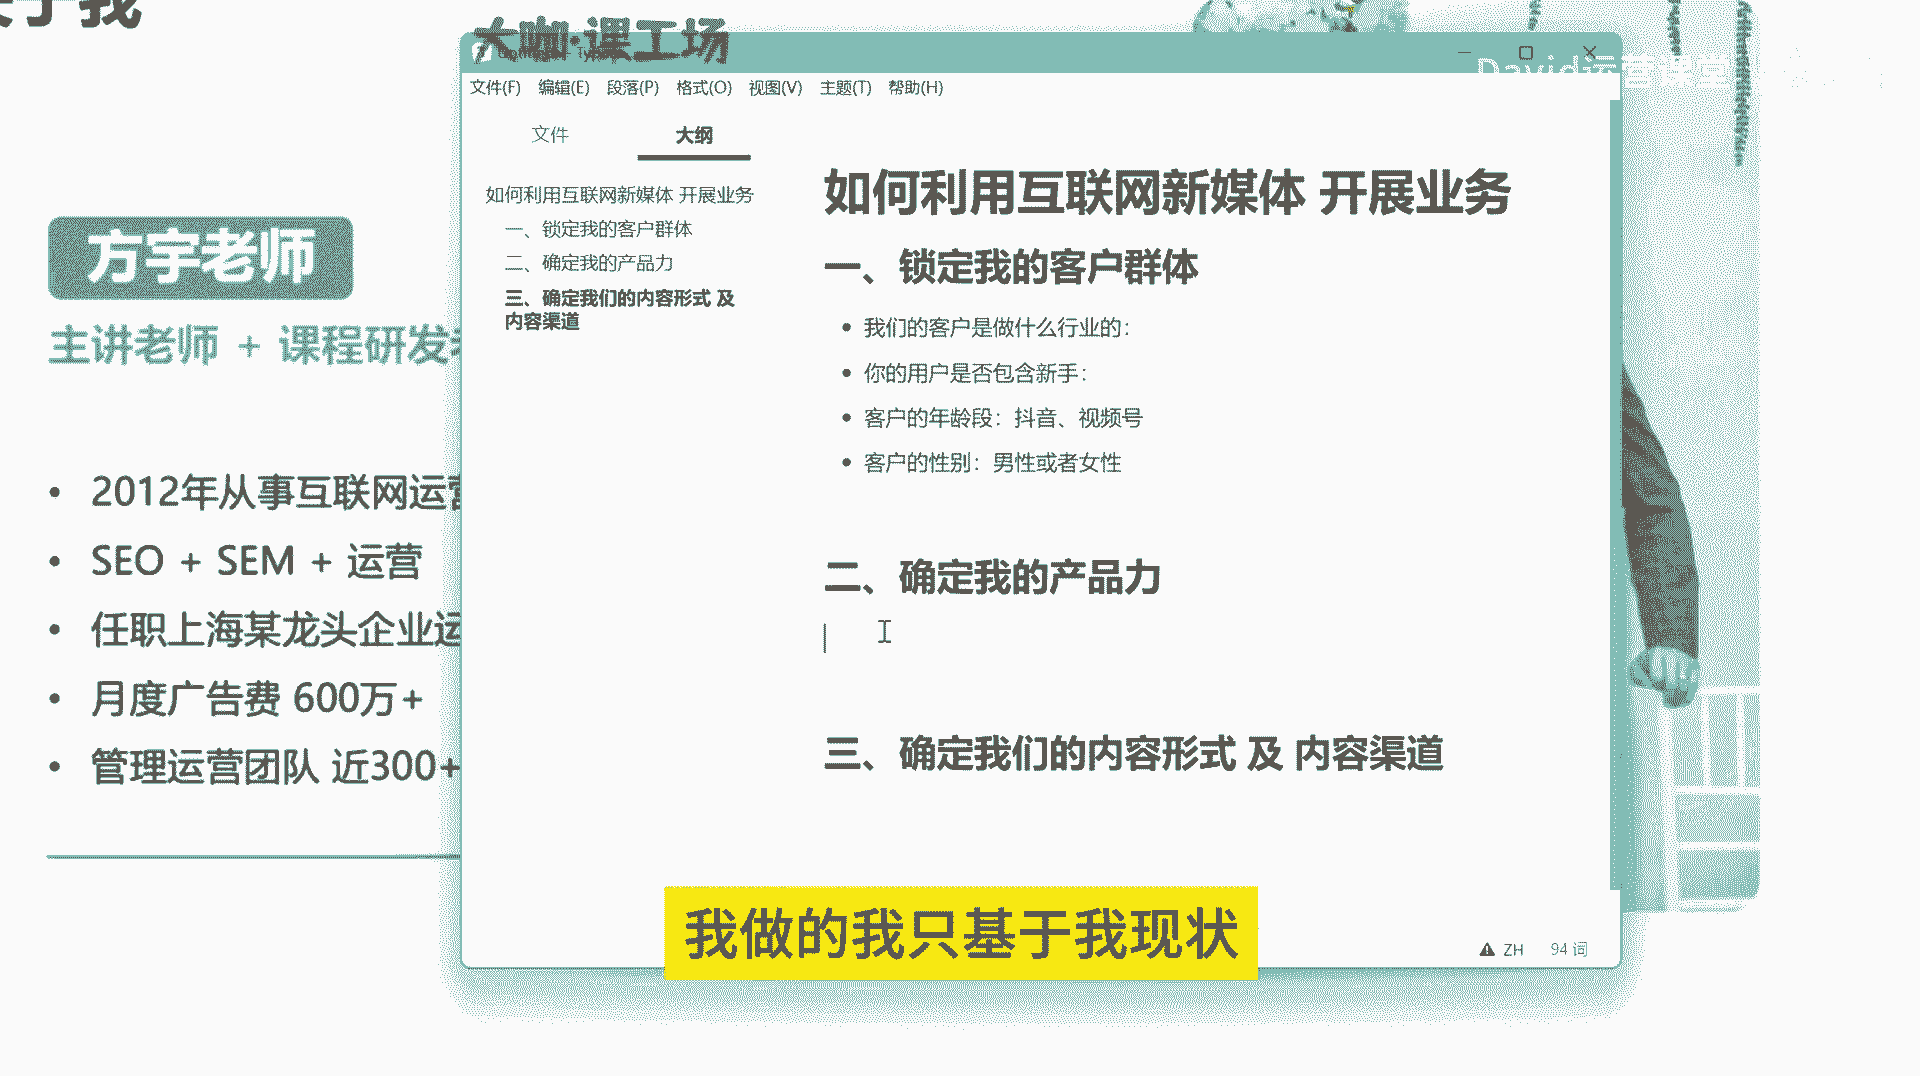 关于我
大咖·课工场
David运营课堂
文件(F) 编辑(E) 段落(P) 格式(O) 视图(V) 主题(T) 帮助(H)
文件 大纲
如何利用互联网新媒体 开展业务
一、锁定我的客户群体
二、确定我的产品力
三、确定我们的内容形式 及
内容渠道
如何利用互联网新媒体 开展业务
一、锁定我的客户群体
我们的客户是做什么行业的：
你的用户是否包含新手：
客户的年龄段：抖音、视频号
客户的性别：男性或者女性
二、确定我的产品力
三、确定我们的内容形式 及 内容渠道
ZH 94 词
方宇老师
主讲老师 + 课程研发
2012年从事互联网运营
SEO + SEM + 运营
任职上海某龙头企业运
月度广告费 600万+
管理运营团队 近300+
我做的我只基于我现状